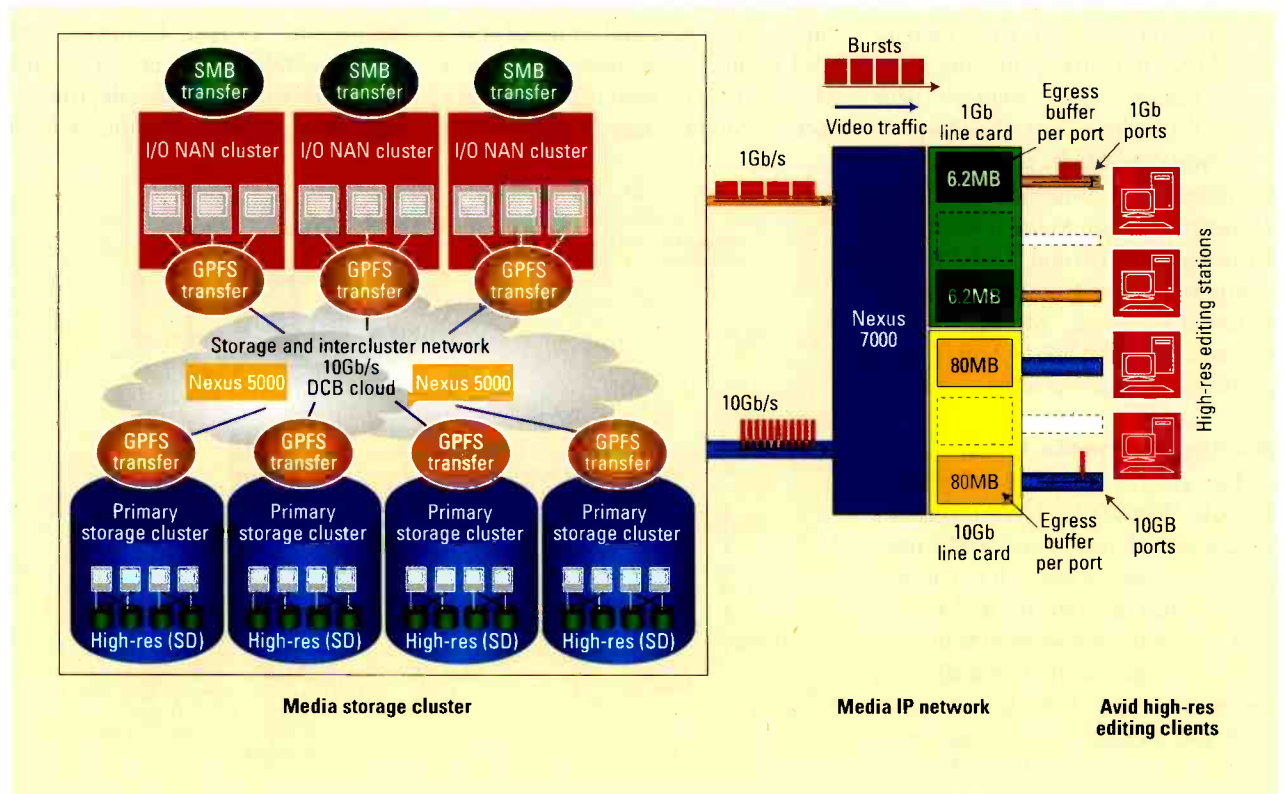 SMB
transfer
SMB
transfer
SMB
transfer
I/O NAN cluster
I/O NAN cluster
I/O NAN cluster
GPFS
transfer
GPFS
transfer
GPFS
transfer
Storage and intercluster network
10Gb/s
DCB cloud
Nexus 5000
Nexus 5000
GPFS
transfer
GPFS
transfer
GPFS
transfer
GPFS
transfer
Primary
storage cluster
Primary
storage cluster
Primary
storage cluster
Primary
storage cluster
High-res (SD)
High-res (SD)
High-res (SD)
High-res (SD)
Media storage cluster
Bursts
Video traffic
1Gb/s
10Gb/s
Nexus
7000
1Gb
line card
Egress
buffer
per port
1Gb
ports
6.2MB
6.2MB
80MB
80MB
10Gb
line card
Egress
buffer
per port
10GB
ports
High-res editing stations
Media IP network
Avid high-res
editing clients